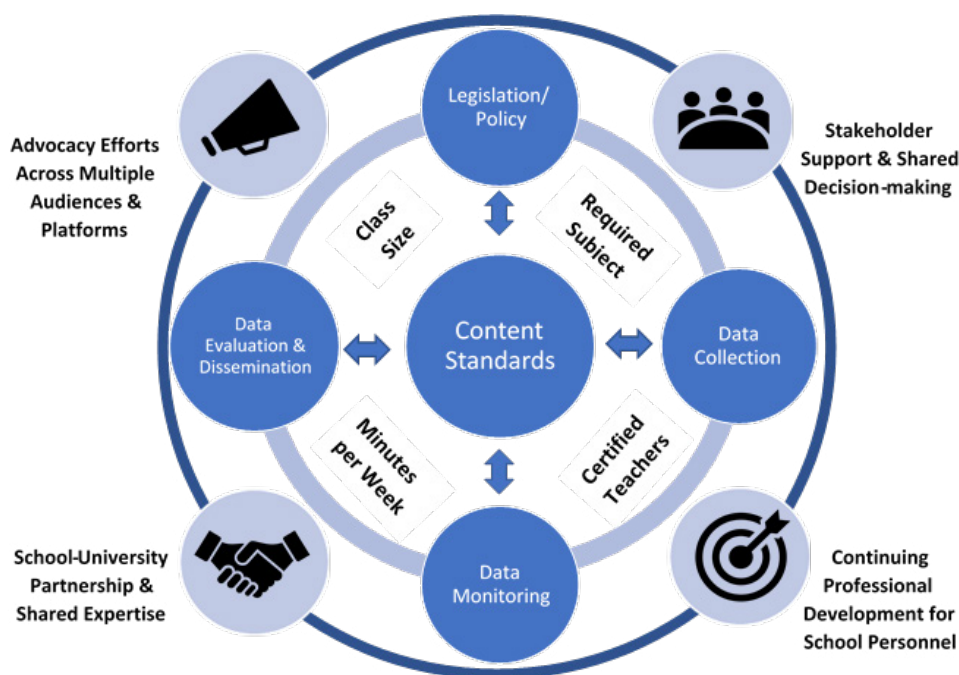 Legislation/
Policy
Advocacy Efforts
Across Multiple
Audiences &
Platforms
Stakeholder
Support & Shared
Decision-making
Class
Size
Required
Subject
Data
Evaluation &
Dissemination
Content
Standards
Data
Collection
Minutes
per Week
Certified
Teachers
School-University
Partnership &
Shared Expertise
Data
Monitoring
Continuing
Professional
Development for
School Personnel